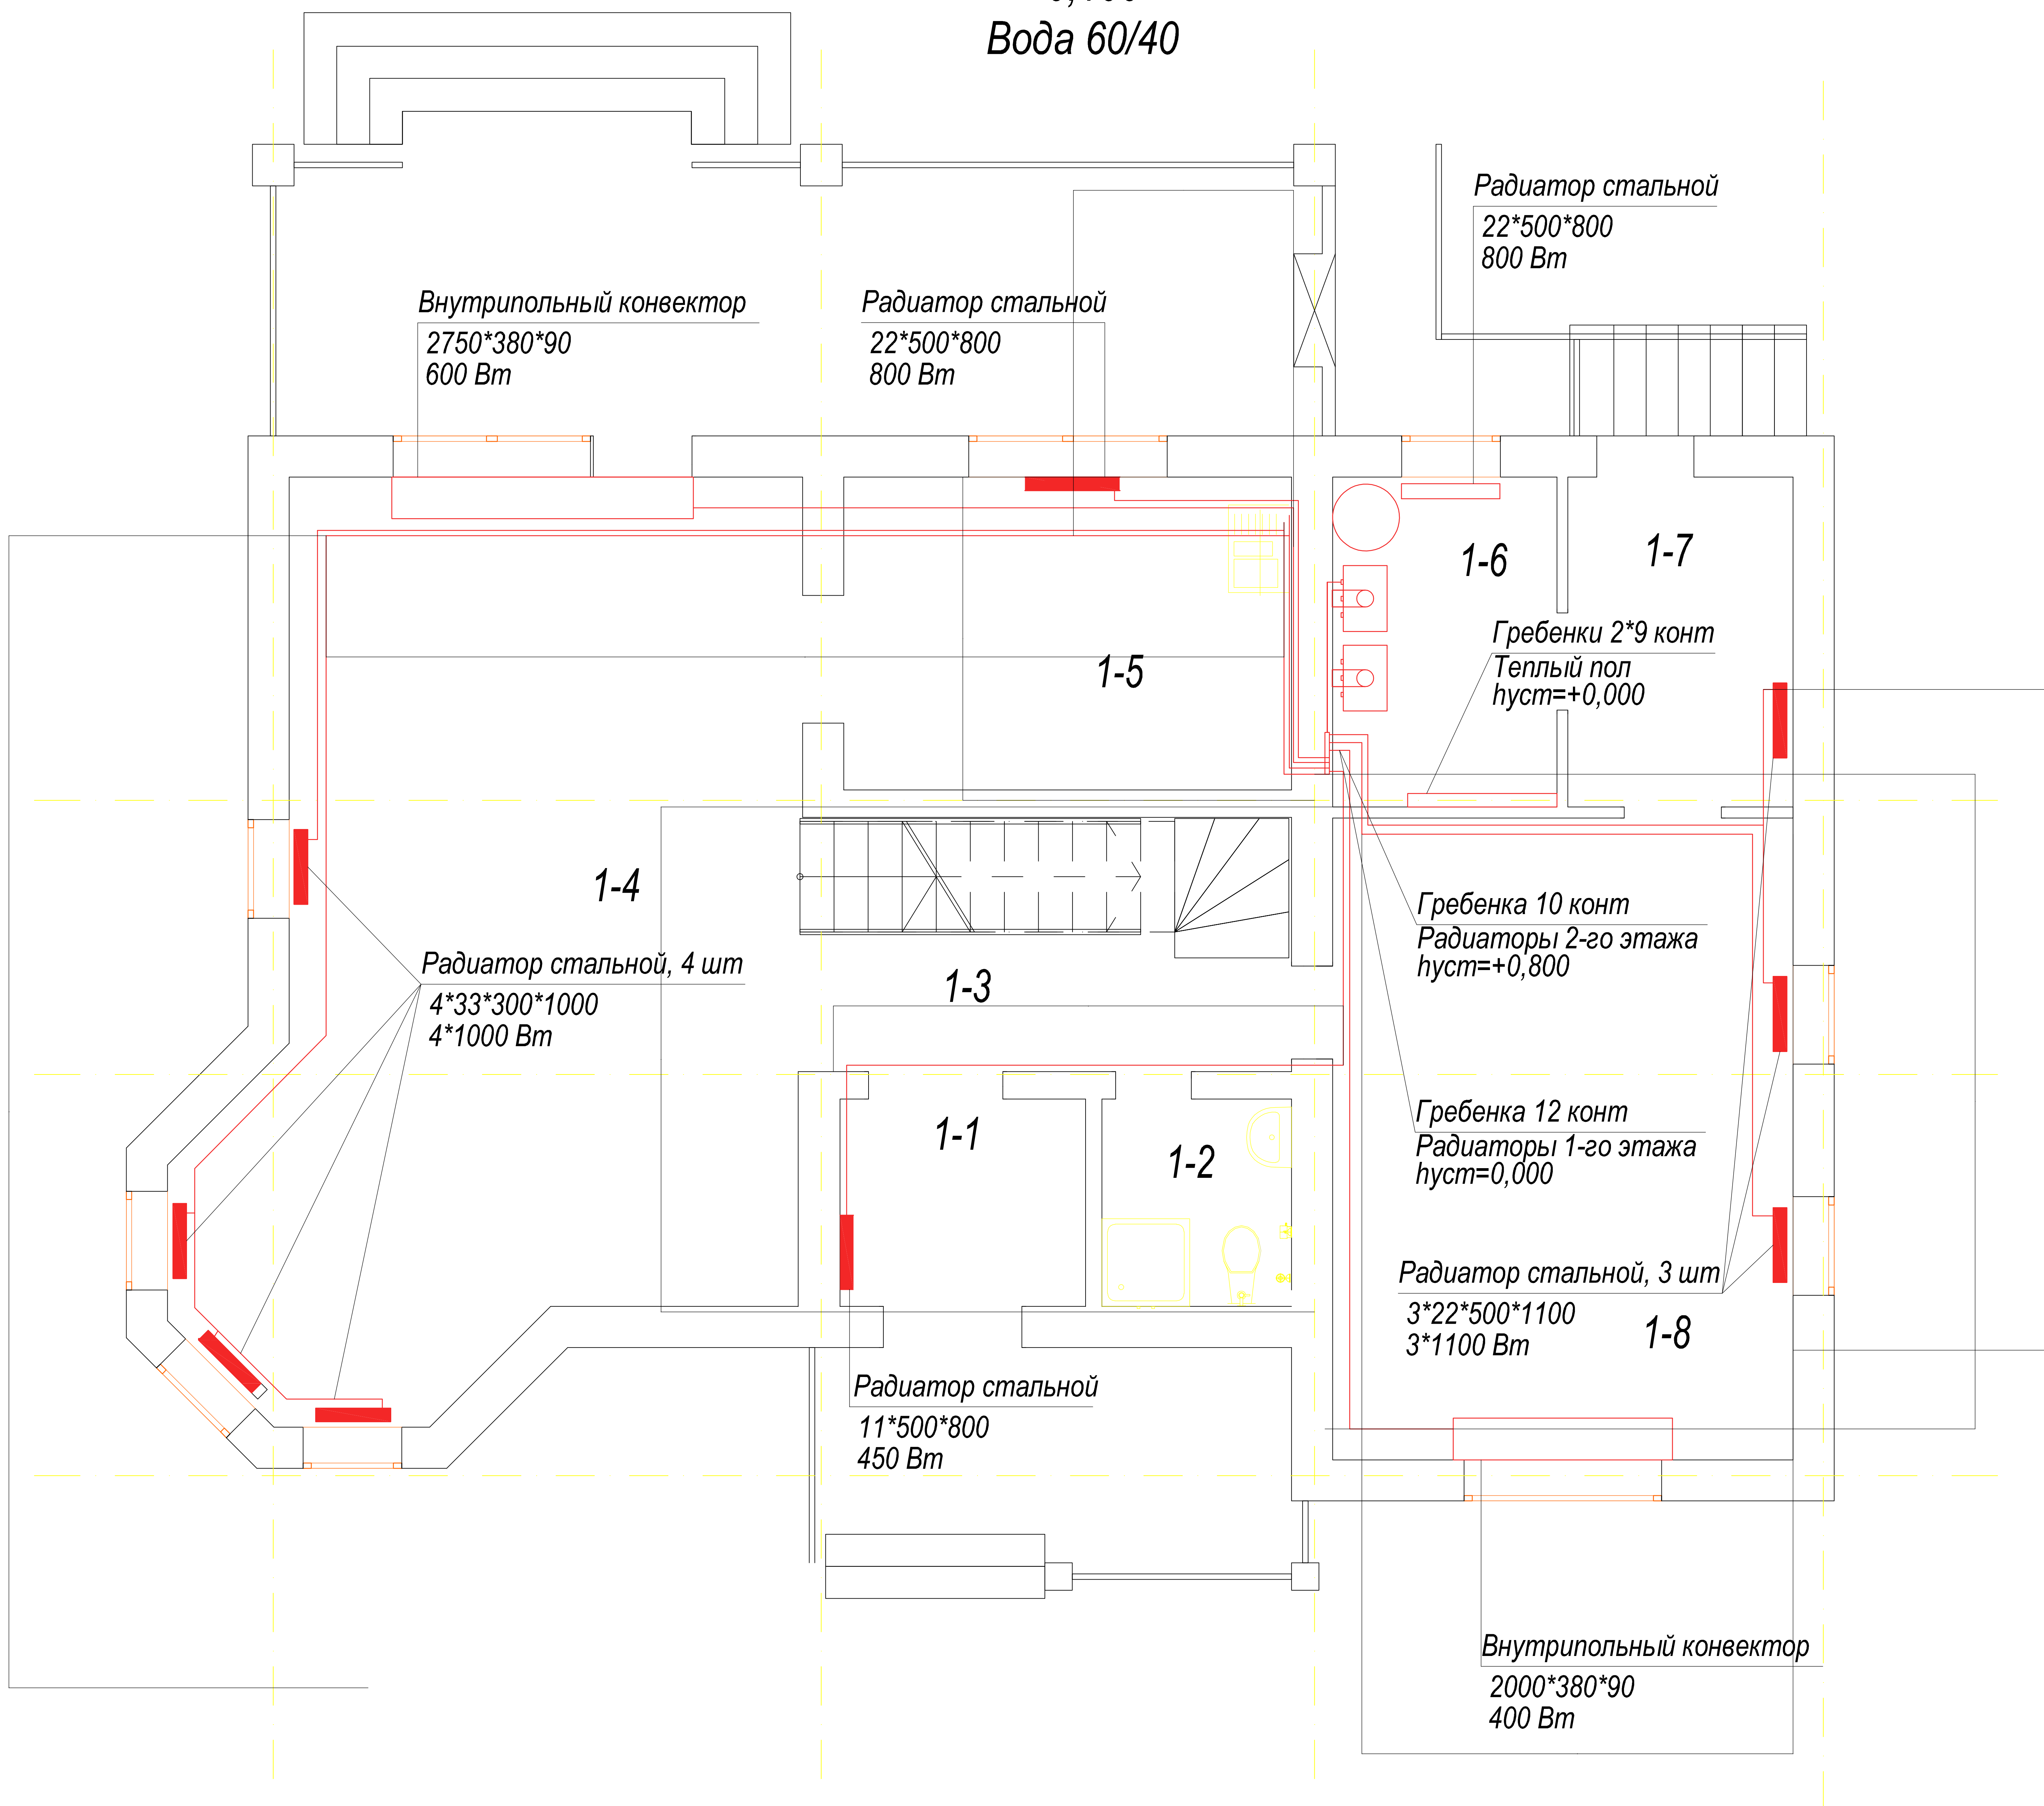 Вода 60/40
Радиатор стальной
22*500*800
800 Вт
Внутрипольный конвектор
2750*380*90
600 Вт
Радиатор стальной
22*500*800
800 Вт
1-6
1-7
Гребенки 2*9 конт
Теплый пол
hуст=+0,000
1-5
1-4
Гребенка 10 конт
Радиаторы 2-го этажа
hуст=+0,800
Радиатор стальной, 4 шт
4*33*300*1000
4*1000 Вт
1-3
1-1
1-2
Гребенка 12 конт
Радиаторы 1-го этажа
hуст=0,000
Радиатор стальной, 3 шт
3*22*500*1100
3*1100 Вт
1-8
Радиатор стальной
11*500*800
450 Вт
Внутрипольный конвектор
2000*380*90
400 Вт